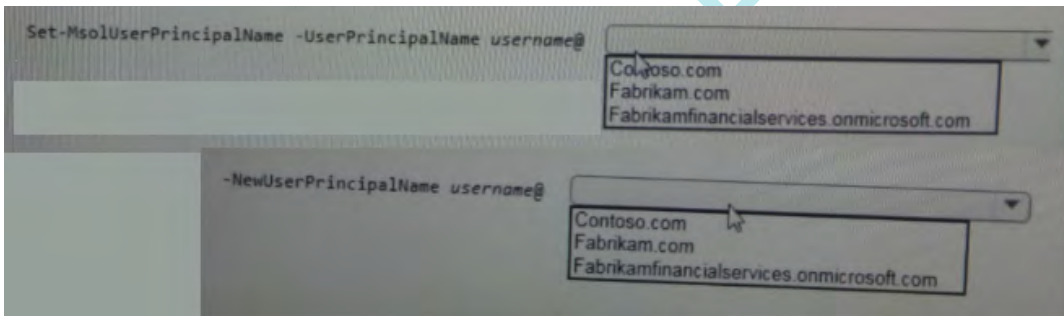 Set-MsolUserPrincipalName -UserPrincipalName username@
Contoso.com
Fabrikam.com
Fabrikamfinancialservices.onmicrosoft.com
-NewUserPrincipalName username@
Contoso.com
Fabrikam.com
Fabrikamfinancialservices.onmicrosoft.com